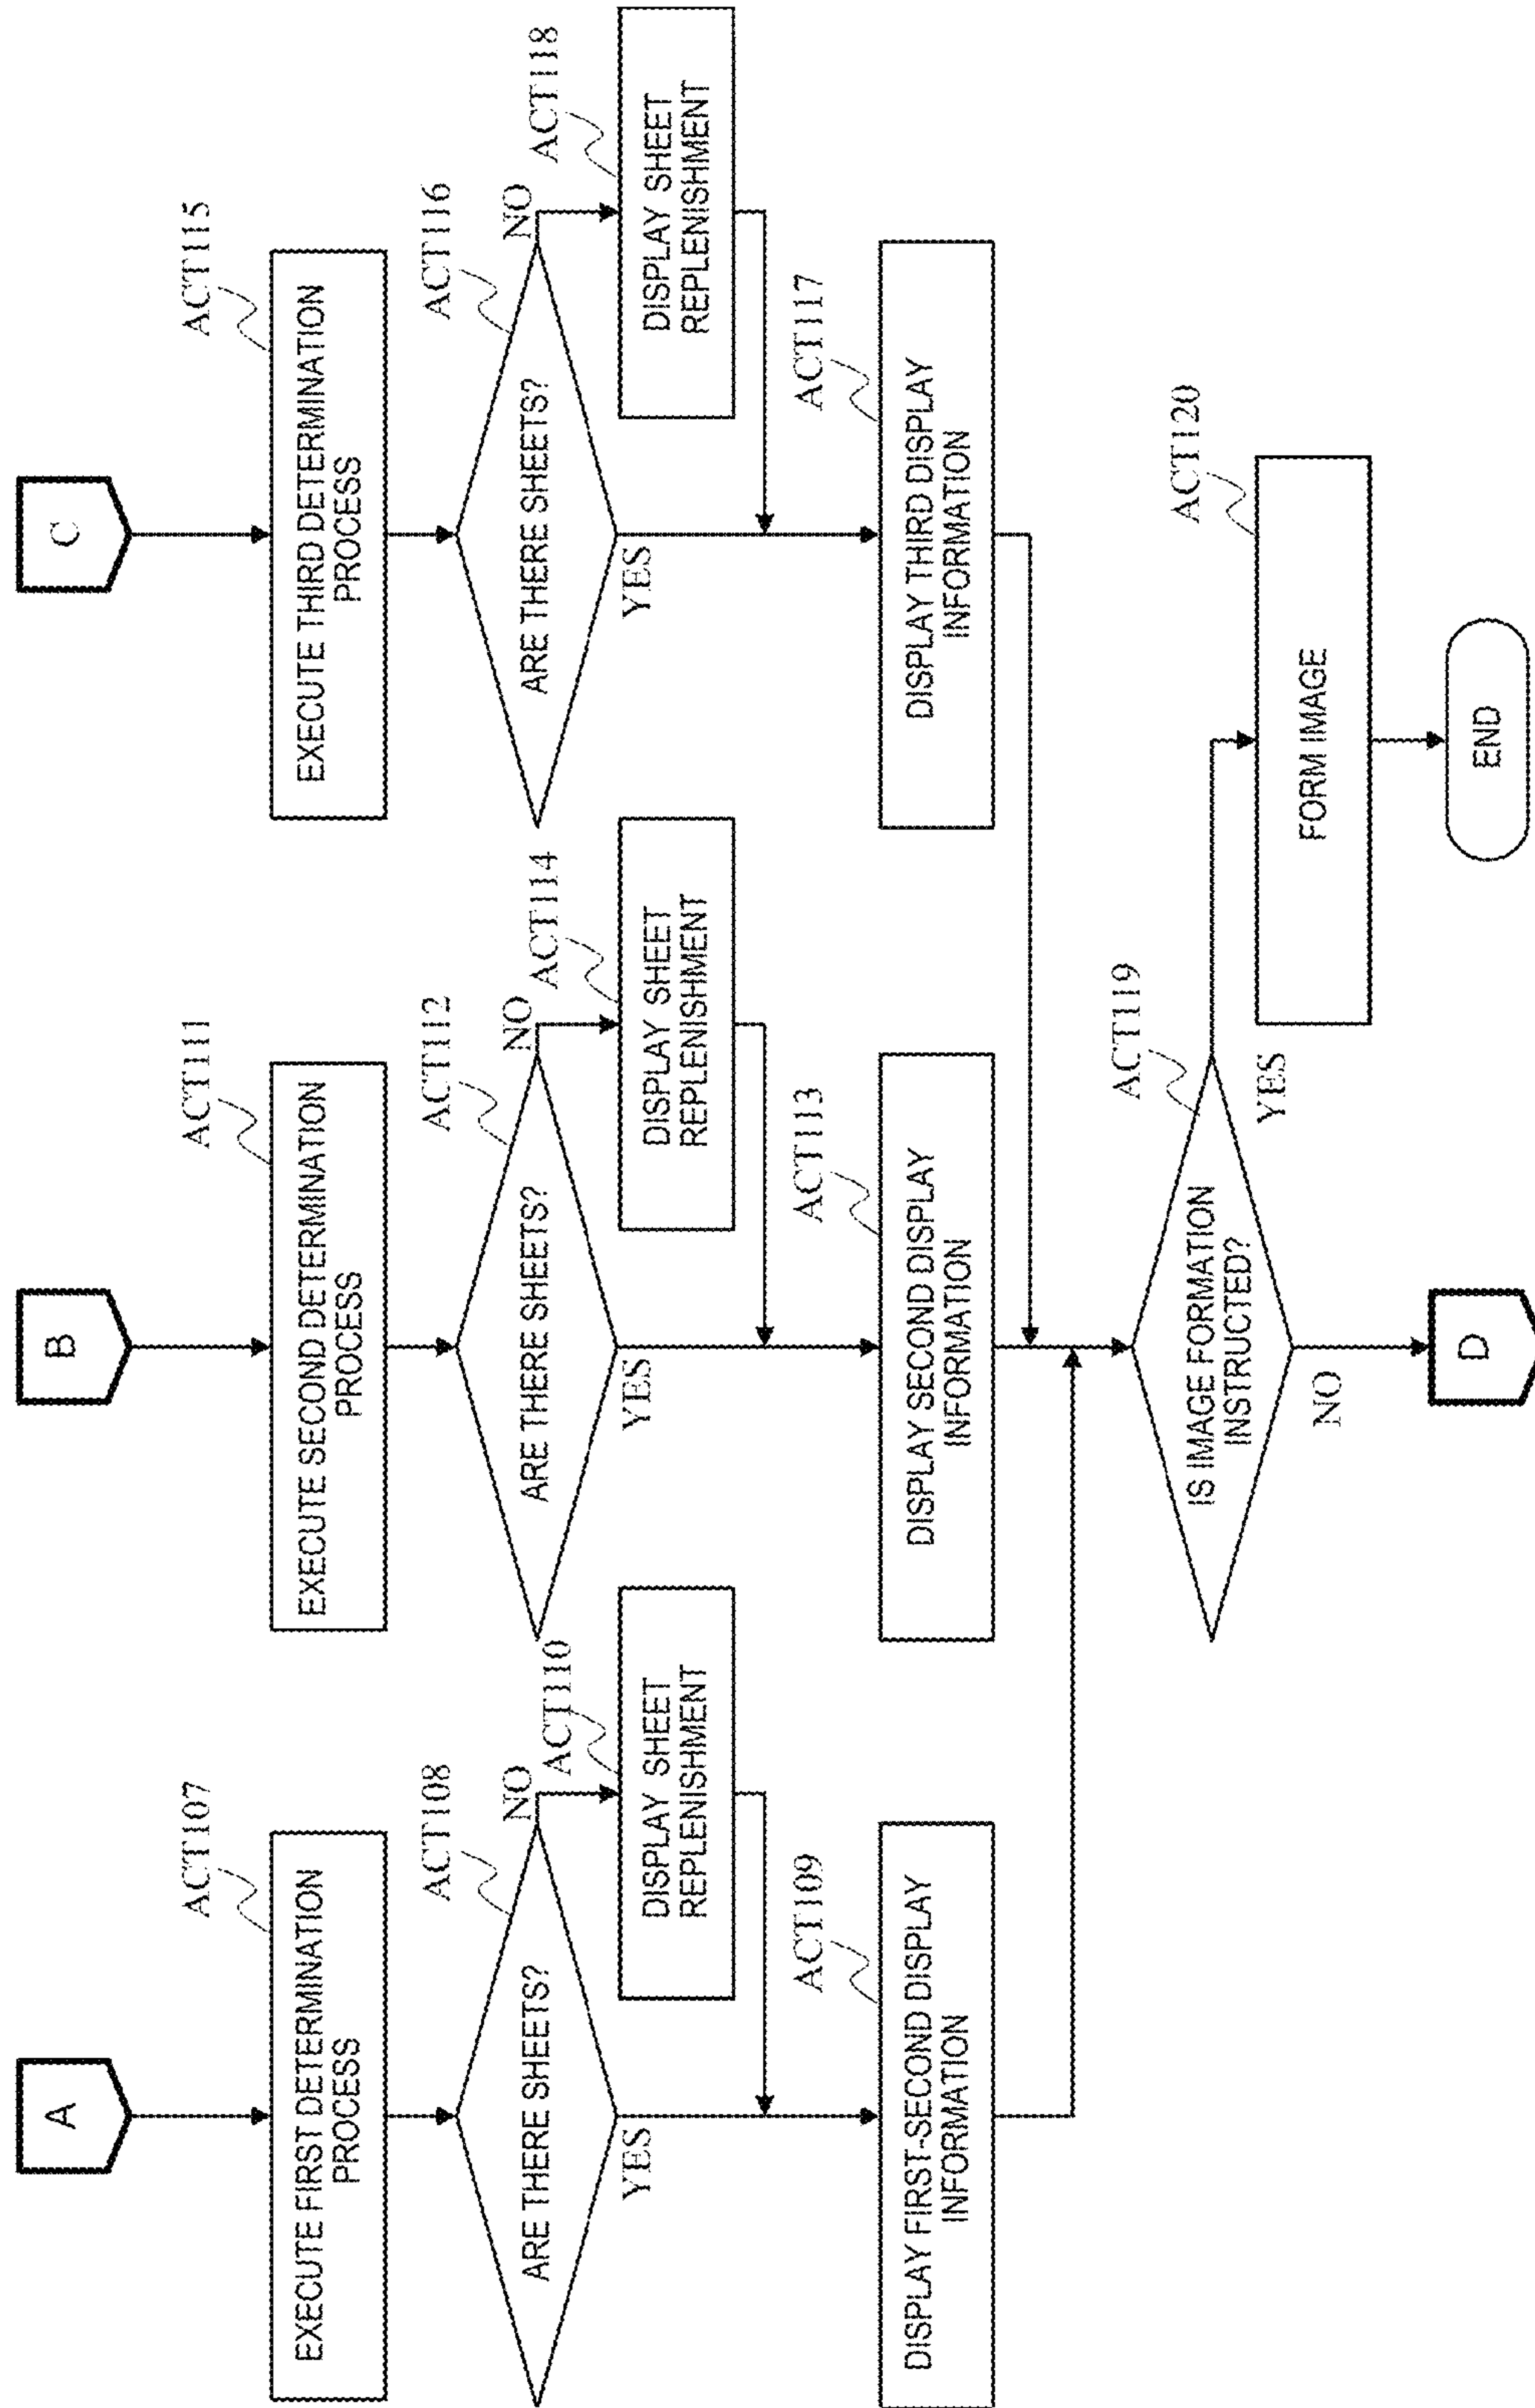 A
ACT107
EXECUTE FIRST DETERMINATION
PROCESS
ACT108
ARE THERE SHEETS?
NO
YES
ACT110
DISPLAY SHEET
REPLENISHMENT
ACT109
DISPLAY FIRST-SECOND DISPLAY
INFORMATION
B
ACT111
EXECUTE SECOND DETERMINATION
PROCESS
ACT112
ARE THERE SHEETS?
NO
YES
ACT114
DISPLAY SHEET
REPLENISHMENT
ACT113
DISPLAY SECOND DISPLAY
INFORMATION
C
ACT115
EXECUTE THIRD DETERMINATION
PROCESS
ACT116
ARE THERE SHEETS?
NO
YES
ACT118
DISPLAY SHEET
REPLENISHMENT
ACT117
DISPLAY THIRD DISPLAY
INFORMATION
ACT119
IS IMAGE FORMATION
INSTRUCTED?
YES
NO
D
ACT120
FORM IMAGE
END